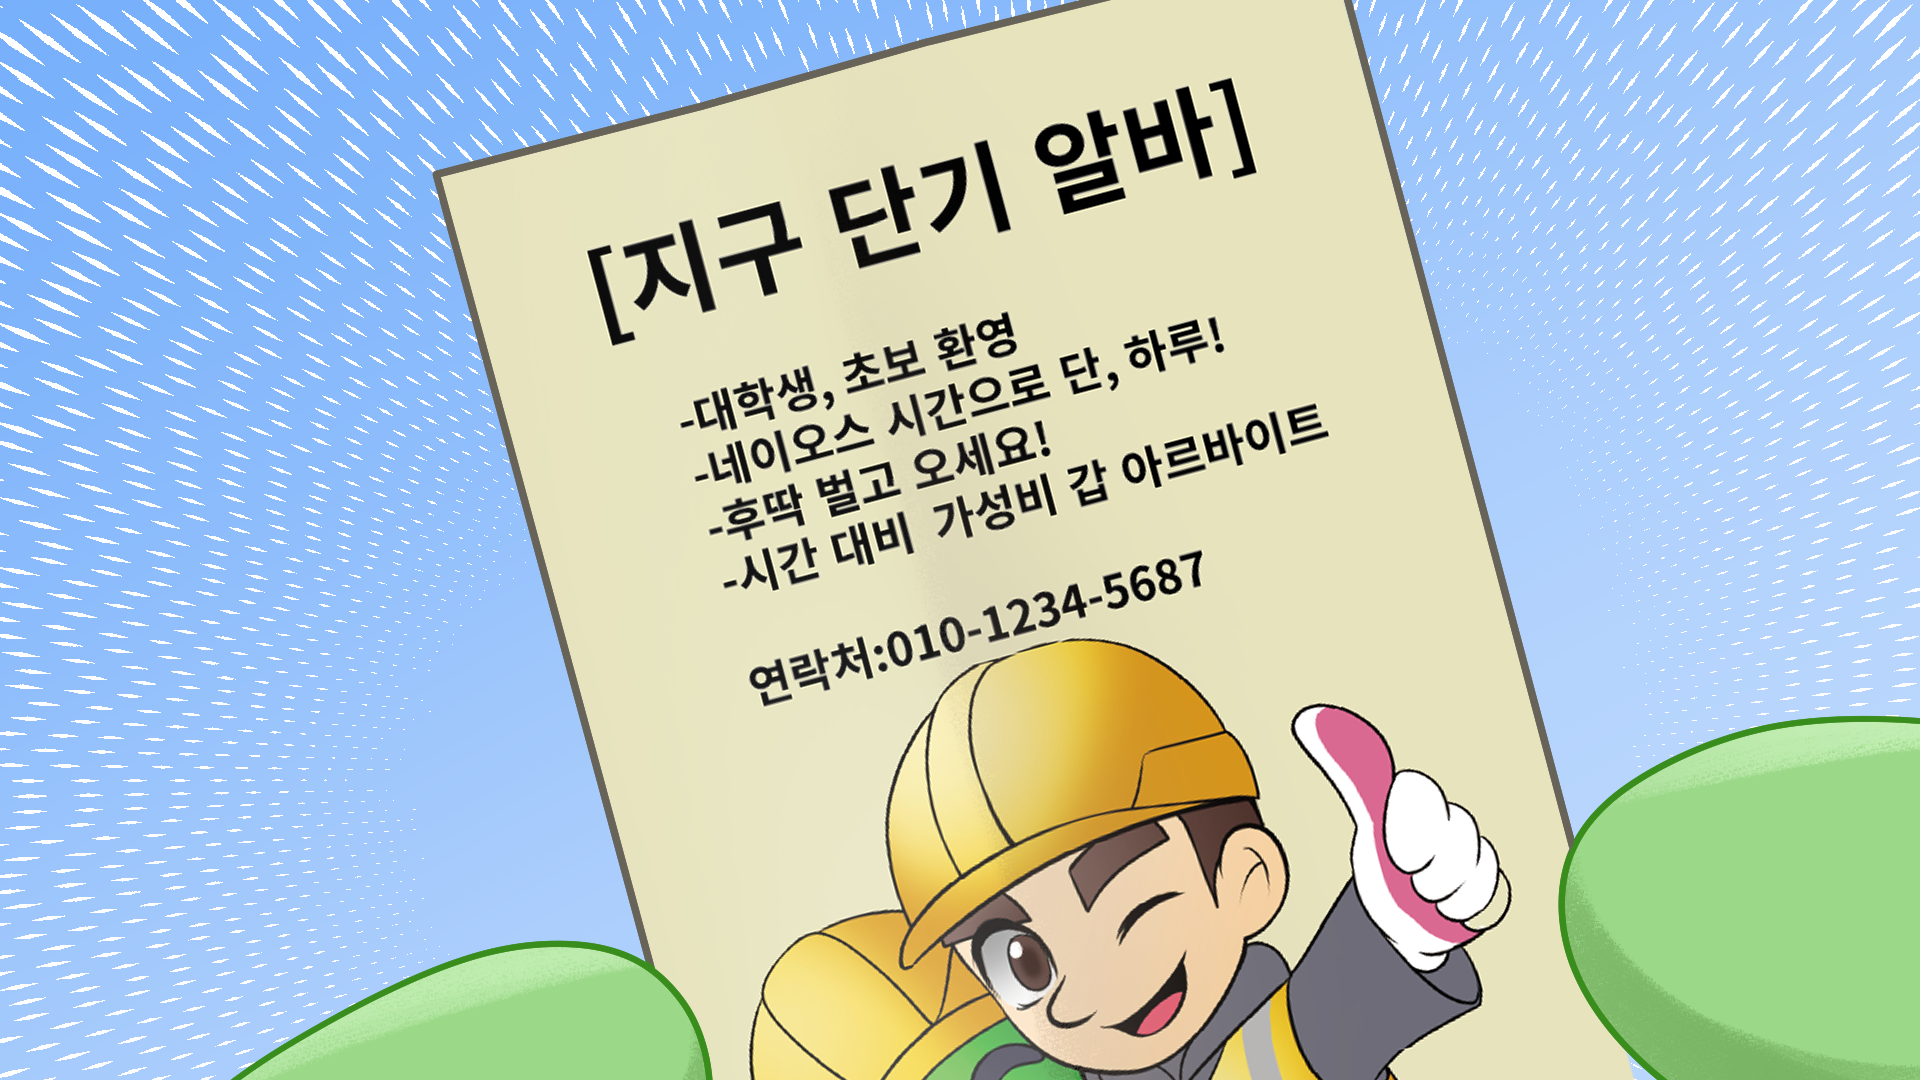 [지구 단기 알바]
-대학생, 초보 환영
-네이오스 시간으로 단, 하루!
-후딱 벌고 오세요!
-시간 대비 가성비 갑 아르바이트
연락처:010-1234-5687